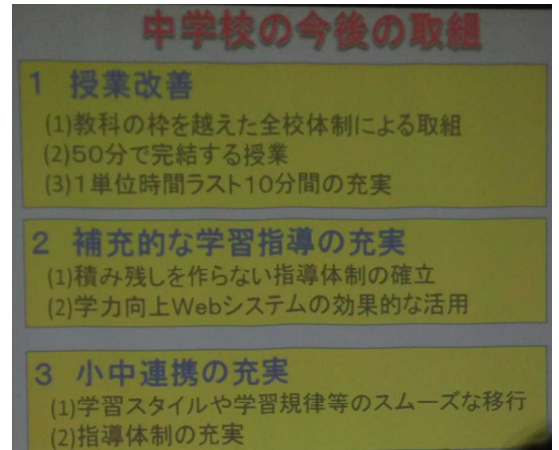 中学校の今後の取組
1 授業改善
(1)教科の枠を越えた全校体制による取組
(2)50分で完結する授業
(3)1単位時間ラスト10分間の充実
2 補充的な学習指導の充実
(1)積み残しを作らない指導体制の確立
(2)学力向上Webシステムの効果的な活用
3 小中連携の充実
(1)学習スタイルや学習規律等のスムーズな移行
(2)指導体制の充実